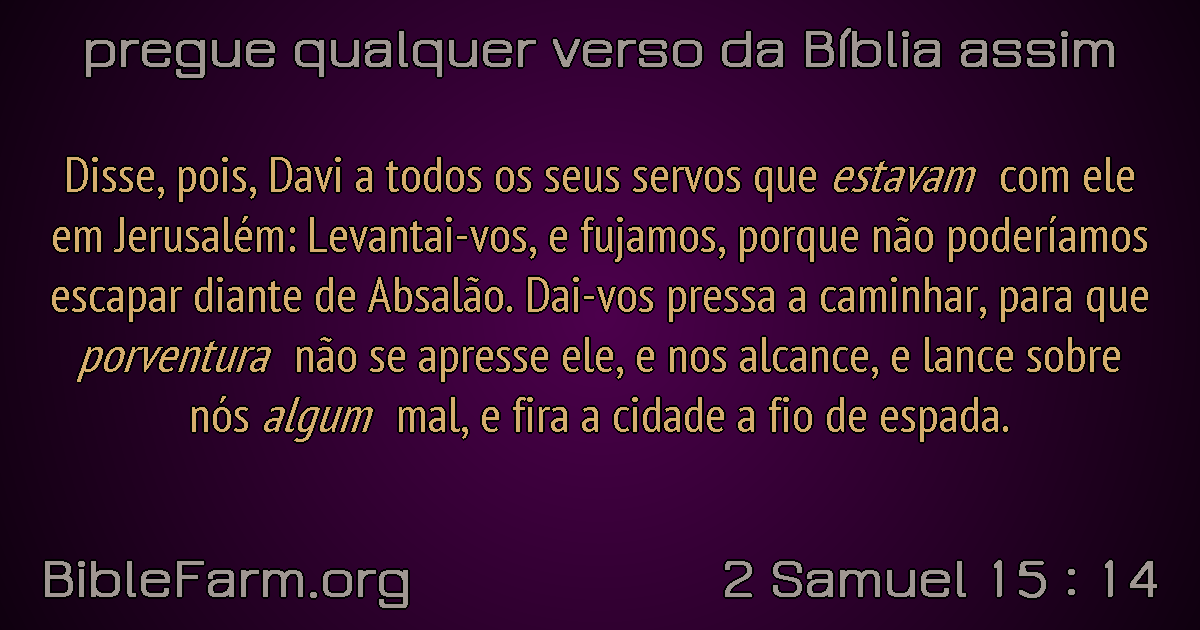 pregue qualquer verso da Bíblia assim
Disse, pois, Davi a todos os seus servos que estavam com ele
em Jerusalém: Levantai-vos, e fujamos, porque não poderíamos
escapar diante de Absalão. Dai-vos pressa a caminhar, para que
porventura não se apresse ele, e nos alcance, e lance sobre
nós algum mal, e fira a cidade a fio de espada.
BibleFarm.org
2 Samuel 15 : 14